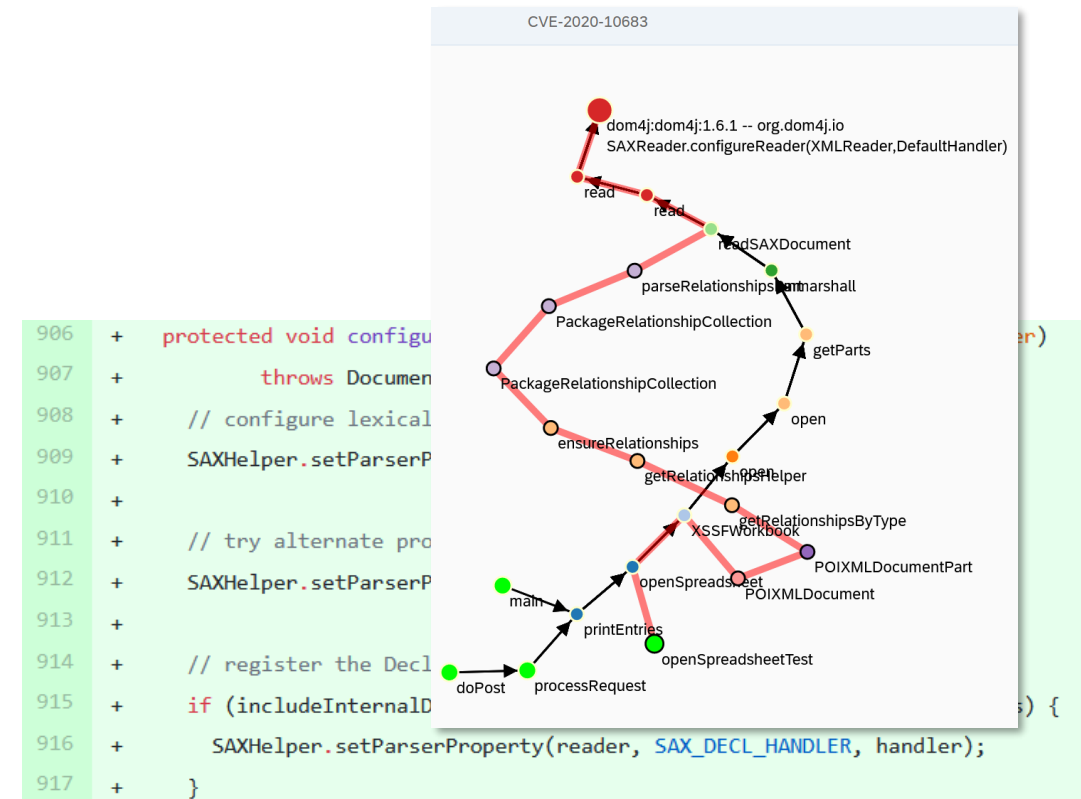 CVE-2020-10683
dom4j:dom4j:1.6.1 -- org.dom4j.io
SAXReader.configureReader(XMLReader,DefaultHandler)
read
read
readSAXDocument
parseRelationshipsPart
unmarshall
PackageRelationshipCollection
getParts
PackageRelationshipCollection
open
ensureRelationships
open
getRelationshipsHelper
getRelationshipsByType
XSSFWorkbook
POIXMLDocumentPart
openSpreadsheet
POIXMLDocument
main
printEntries
openSpreadsheetTest
processRequest
doPost
906 + protected void configu er)
907 + throws Documen
908 + // configure lexical
909 + SAXHelper.setParserP
910 +
911 + // try alternate pro
912 + SAXHelper.setParserP
913 +
914 + // register the Decl
915 + if (includeInternalD s) {
916 + SAXHelper.setParserProperty(reader, SAX_DECL_HANDLER, handler);
917 + }